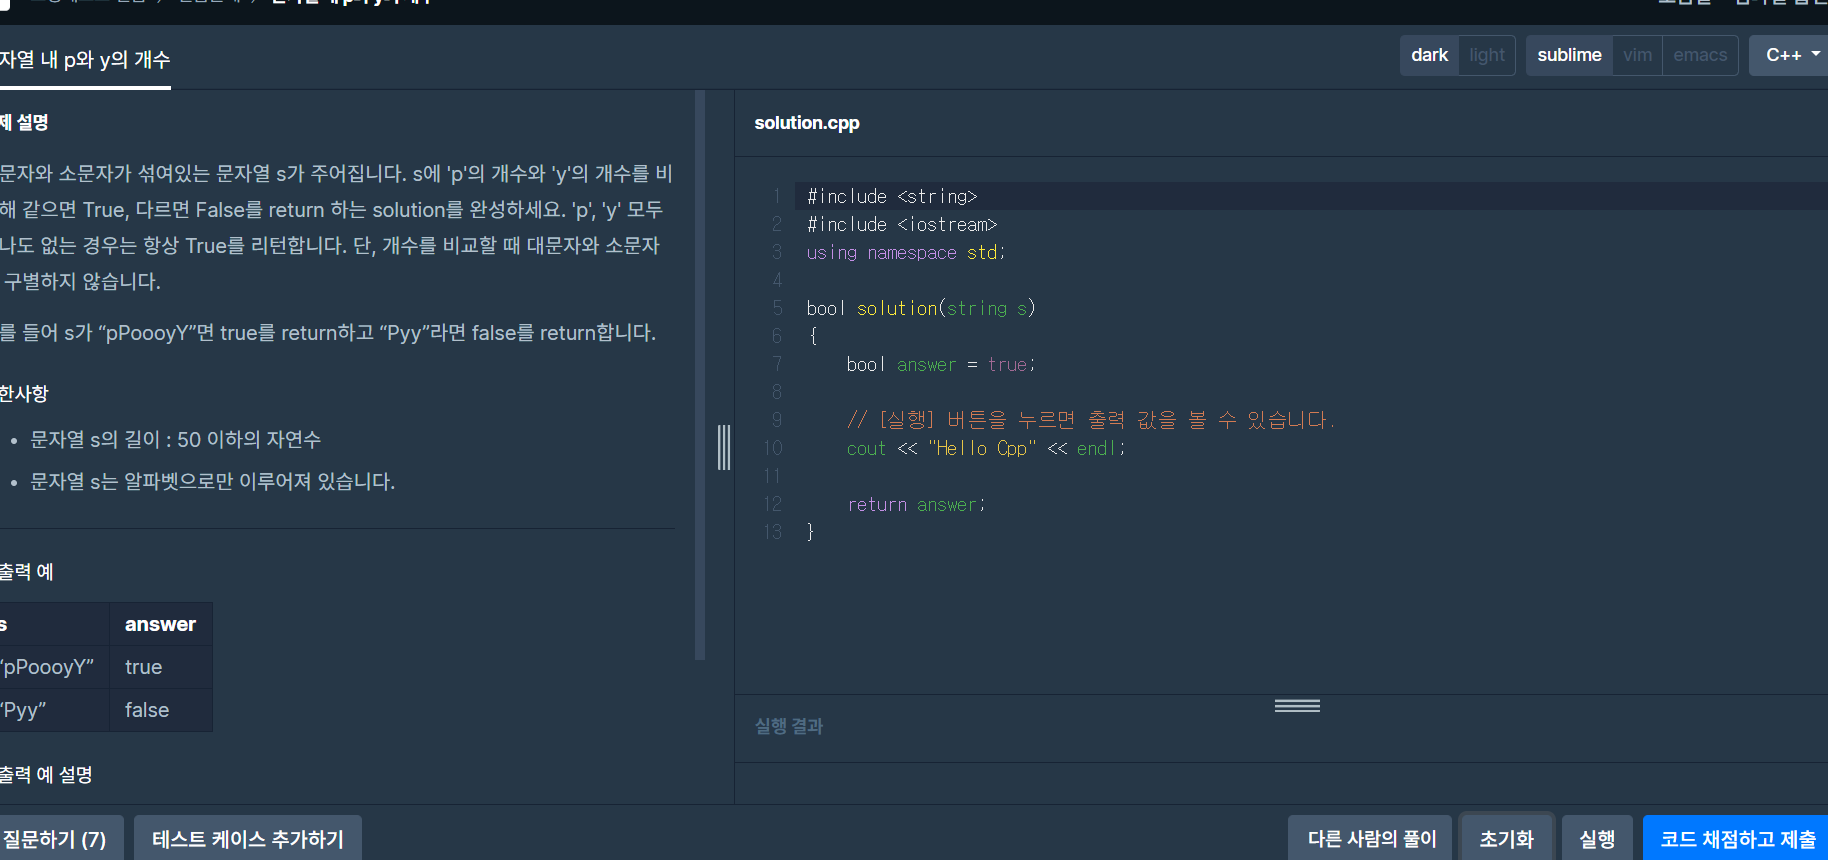 자열 내 p와 y의 개수
dark light
sublime vim emacs
C++
제 설명
문자와 소문자가 섞여있는 문자열 s가 주어집니다. s에 'p'의 개수와 'y'의 개수를 비
해 같으면 True, 다르면 False를 return 하는 solution를 완성하세요. 'p', 'y' 모두
나도 없는 경우는 항상 True를 리턴합니다. 단, 개수를 비교할 때 대문자와 소문자
구별하지 않습니다.
를 들어 s가 “pPoooyY”면 true를 return하고 “Pyy”라면 false를 return합니다.
한사항
• 문자열 s의 길이 : 50 이하의 자연수
• 문자열 s는 알파벳으로만 이루어져 있습니다.
출력 예
s answer
“pPoooyY” true
“Pyy” false
출력 예 설명
solution.cpp
1 #include <string>
2 #include <iostream>
3 using namespace std;
4
5 bool solution(string s)
6 {
7 bool answer = true;
8
9 // [실행] 버튼을 누르면 출력 값을 볼 수 있습니다.
10 cout << "Hello Cpp" << endl;
11
12 return answer;
13 }
실행 결과
질문하기 (7)
테스트 케이스 추가하기
다른 사람의 풀이
초기화
실행
코드 채점하고 제출